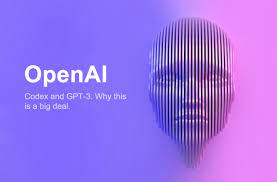 OpenAI
Codex and GPT-3. Why this
is a big deal.